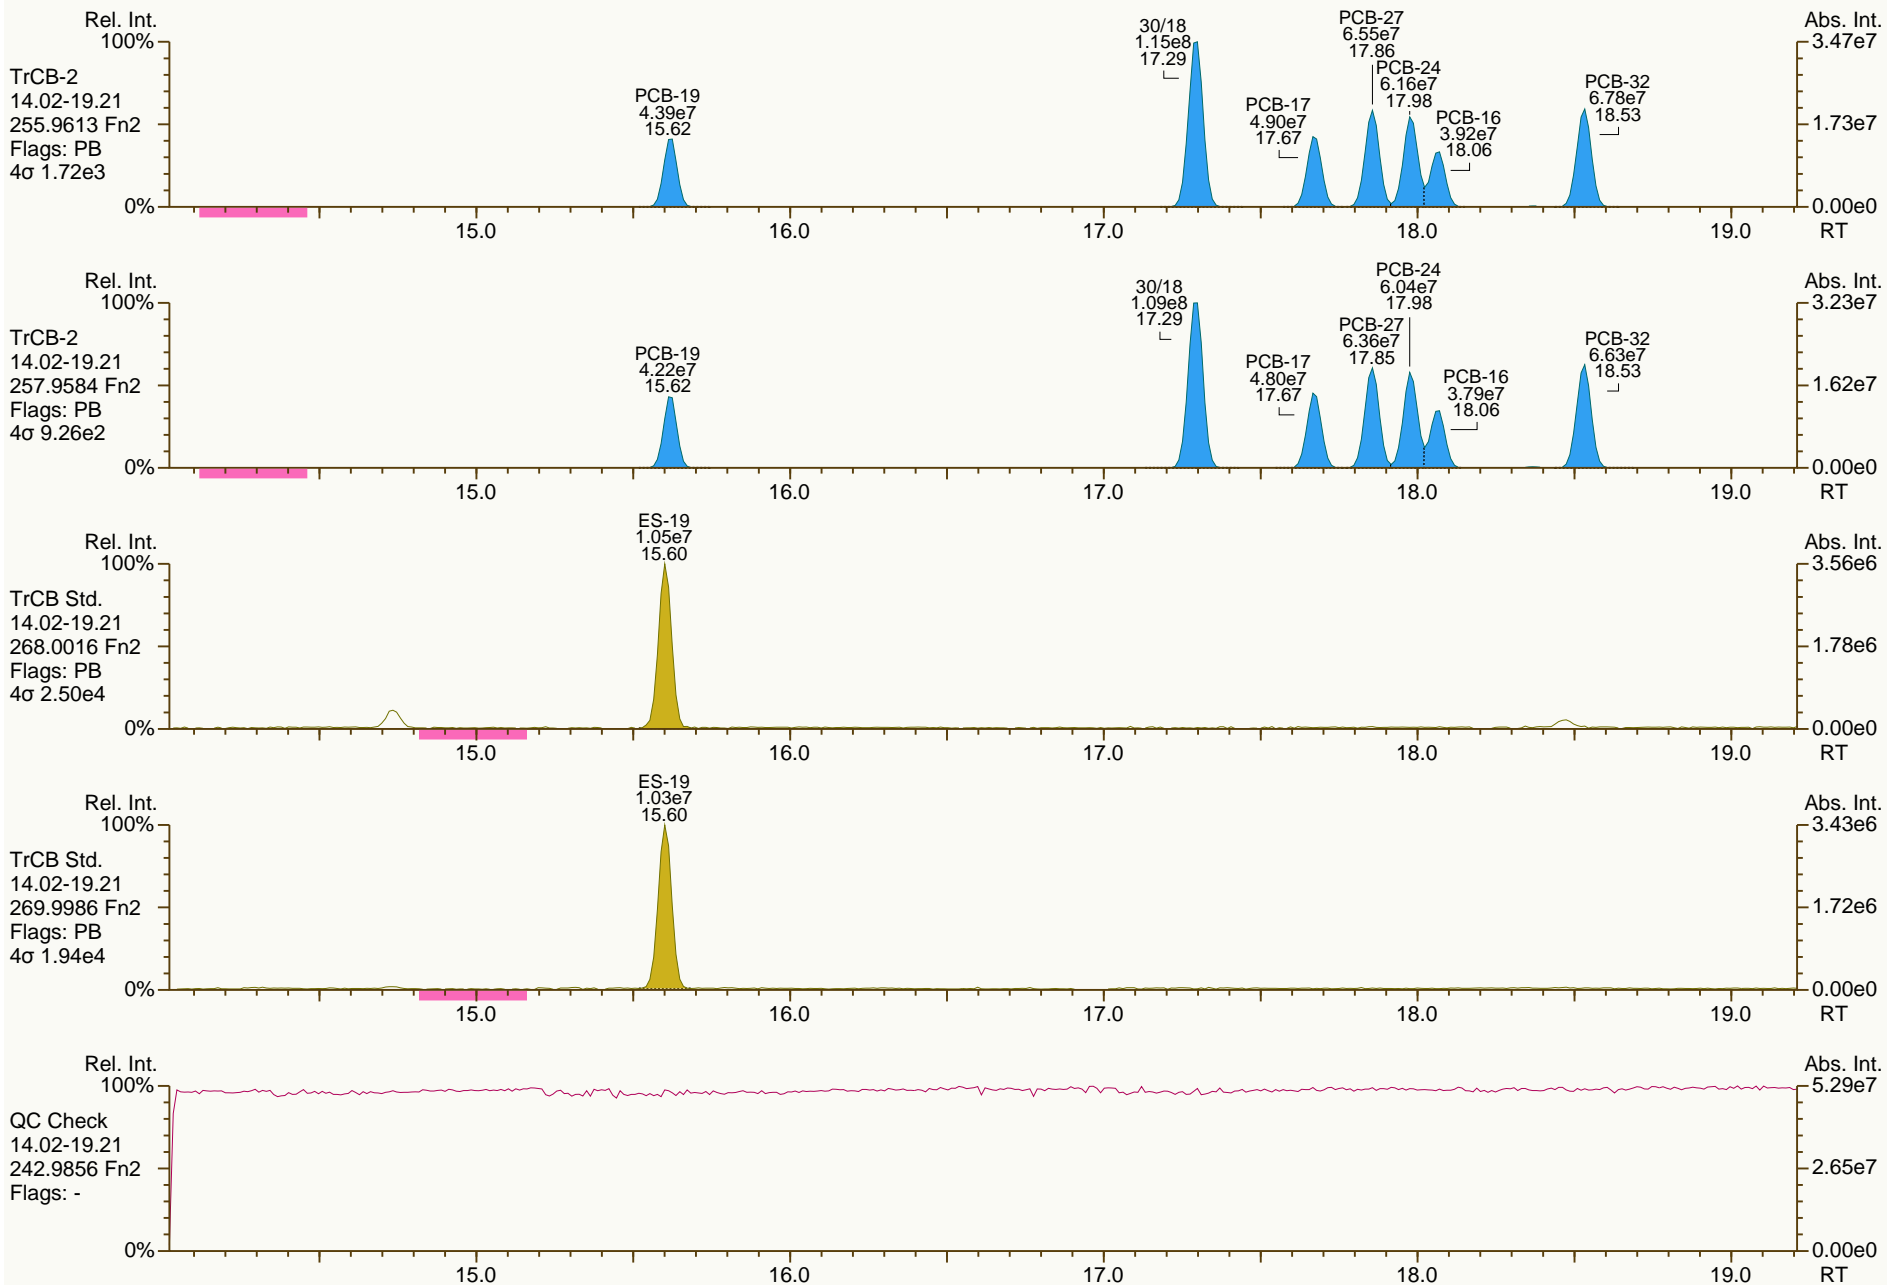 Rel. Int.
Abs. Int.
100%
3.47e7
TrCB-2
14.02-19.21
255.9613 Fn2
Flags: PB
4σ 1.72e3
1.73e7
0%
0.00e0
PCB-19
4.39e7
15.62
30/18
1.15e8
17.29
PCB-17
4.90e7
17.67
PCB-27
6.55e7
17.86
PCB-24
6.16e7
17.98
PCB-16
3.92e7
18.06
PCB-32
6.78e7
18.53
15.0 16.0 17.0 18.0 19.0 RT
Rel. Int.
Abs. Int.
100%
3.23e7
TrCB-2
14.02-19.21
257.9584 Fn2
Flags: PB
4σ 9.26e2
1.62e7
0%
0.00e0
PCB-19
4.22e7
15.62
30/18
1.09e8
17.29
PCB-17
4.80e7
17.67
PCB-27
6.36e7
17.85
PCB-24
6.04e7
17.98
PCB-16
3.79e7
18.06
PCB-32
6.63e7
18.53
15.0 16.0 17.0 18.0 19.0 RT
Rel. Int.
Abs. Int.
100%
3.56e6
TrCB Std.
14.02-19.21
268.0016 Fn2
Flags: PB
4σ 2.50e4
1.78e6
0%
0.00e0
ES-19
1.05e7
15.60
15.0 16.0 17.0 18.0 19.0 RT
Rel. Int.
Abs. Int.
100%
3.43e6
TrCB Std.
14.02-19.21
269.9986 Fn2
Flags: PB
4σ 1.94e4
1.72e6
0%
0.00e0
ES-19
1.03e7
15.60
15.0 16.0 17.0 18.0 19.0 RT
Rel. Int.
Abs. Int.
100%
5.29e7
QC Check
14.02-19.21
242.9856 Fn2
Flags: -
2.65e7
0%
0.00e0
15.0 16.0 17.0 18.0 19.0 RT